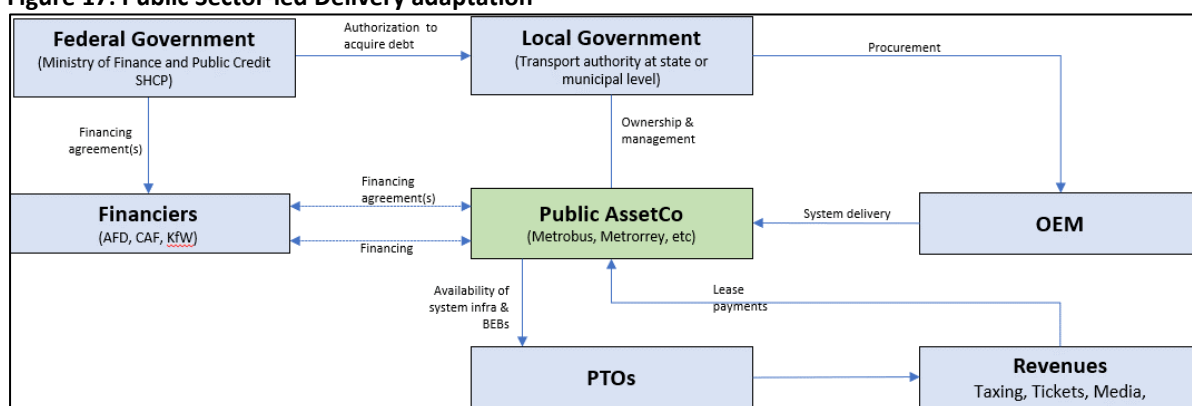 Figure 17. Public Sector-led Delivery adaptation
Federal Government
(Ministry of Finance and Public Credit
SHCP)
Authorization to
acquire debt
Local Government
(Transport authority at state or
municipal level)
Procurement
Financing
agreement(s)
Ownership &
management
Financiers
(AFD, CAF, KfW)
Financing
agreement(s)
Financing
Public AssetCo
(Metrobus, Metrorrey, etc)
System delivery
OEM
Availability of
system infra &
BEBs
Lease
payments
PTOs
Revenues
Taxing, Tickets, Media,